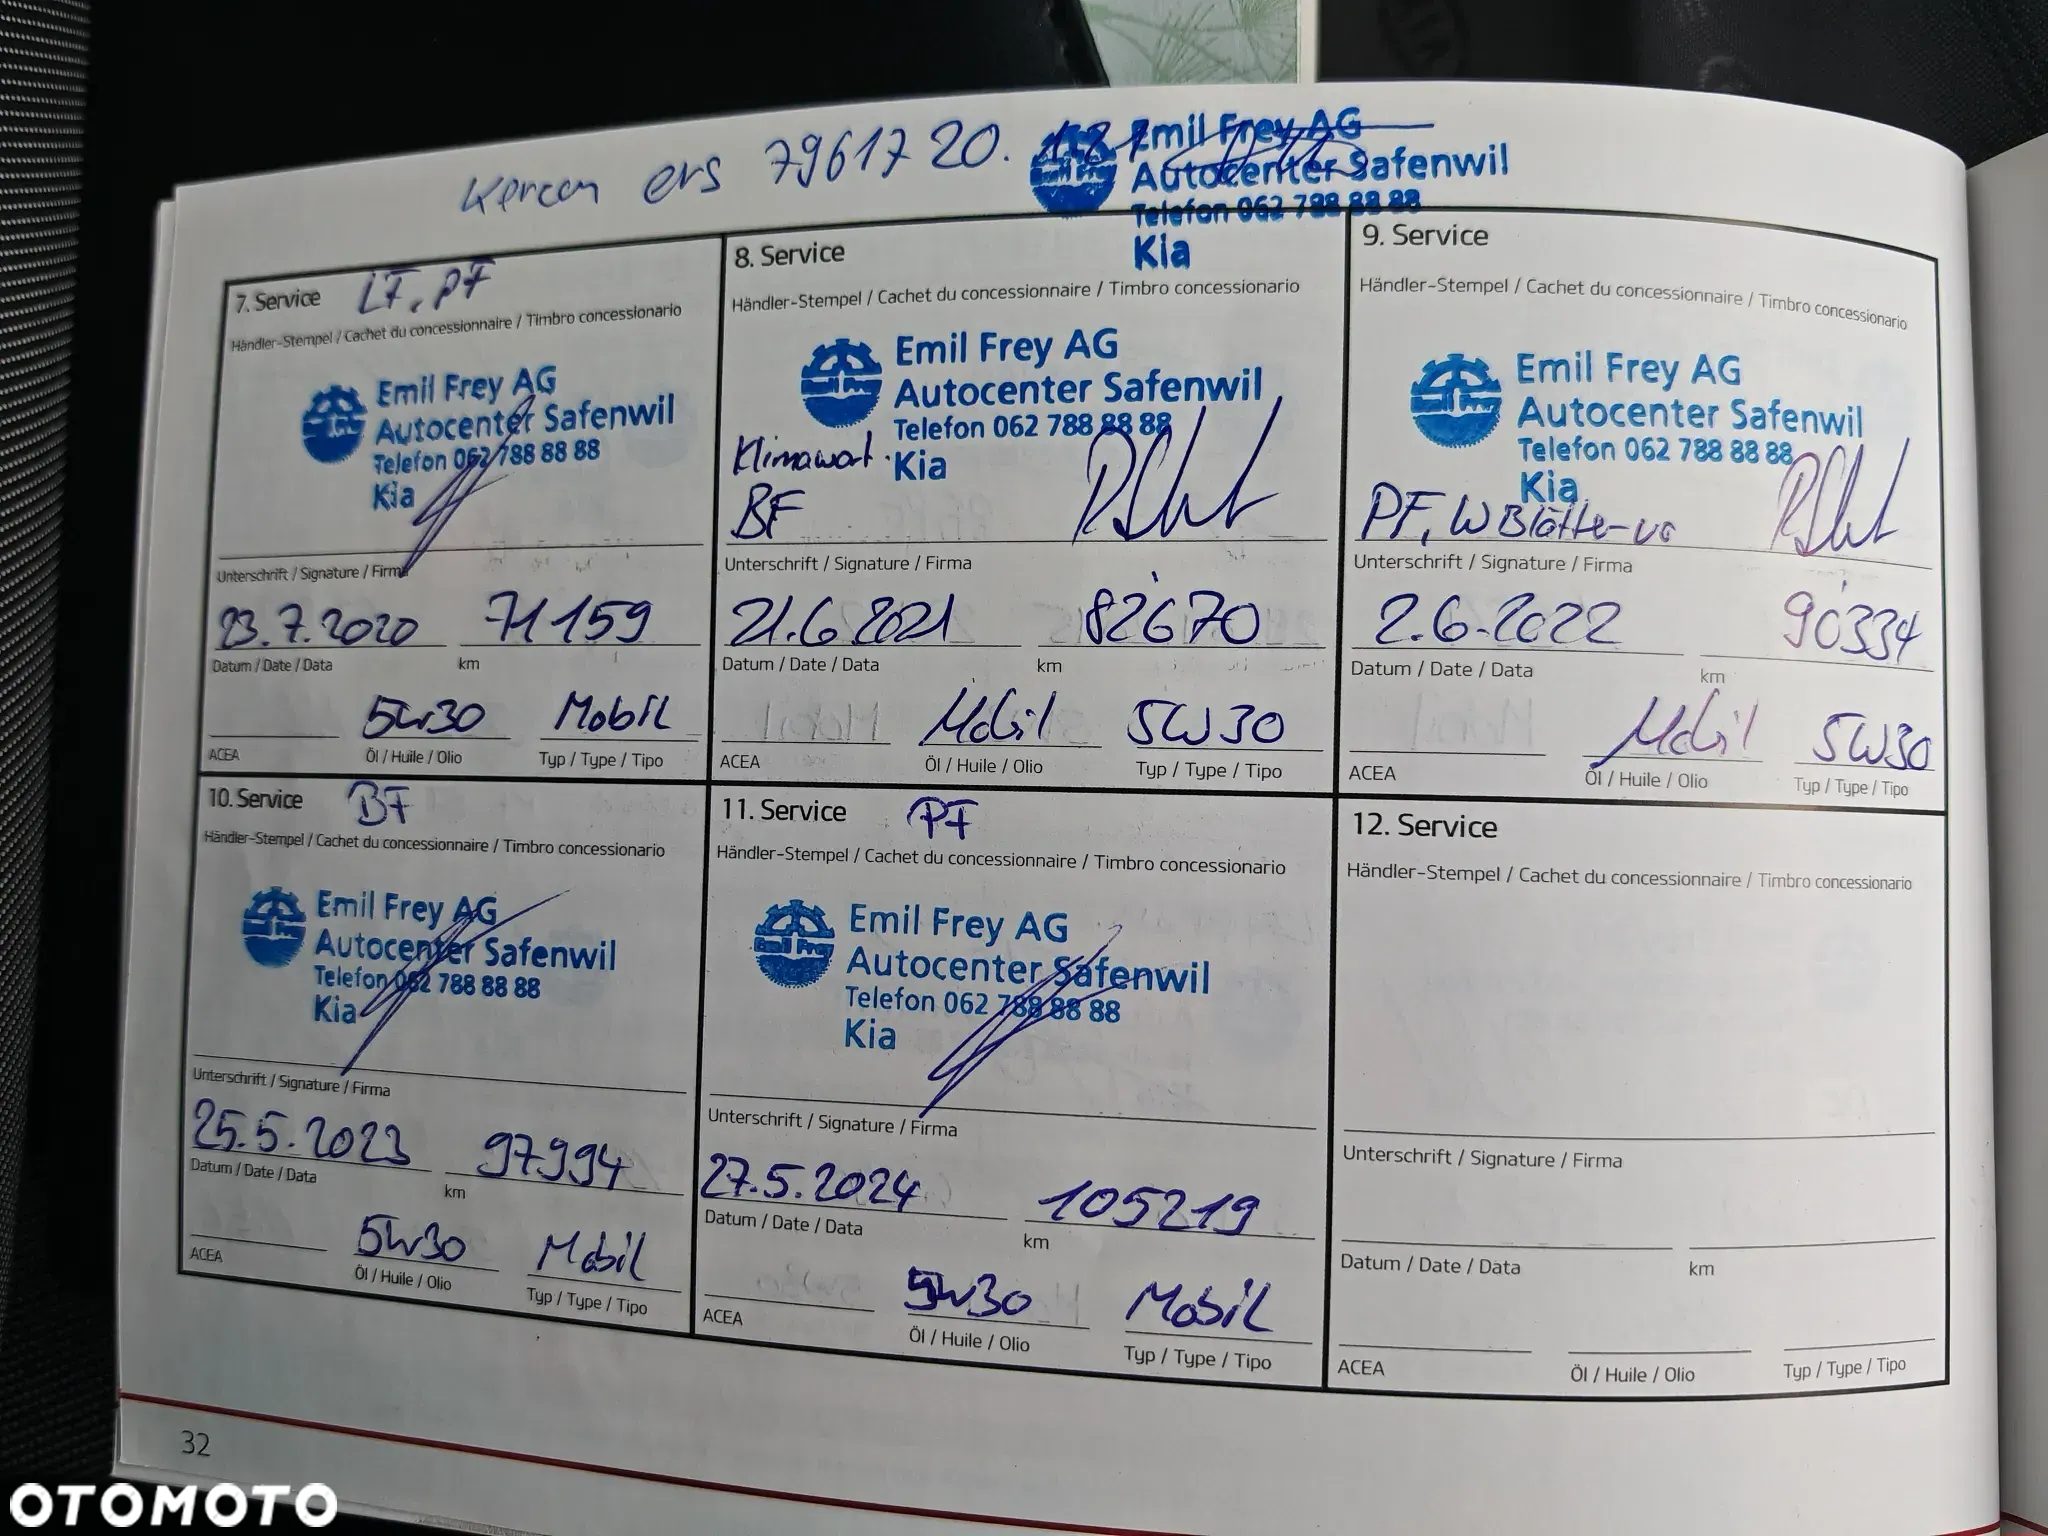 Kercen ers 79617 20.
Emil Frey AG
Autocenter Safenwil
Telefon 062 788 88 88
Kia
7. Service LF, PF
Händler-Stempel / Cachet du concessionnaire / Timbro concessionario
Emil Frey AG
Autocenter Safenwil
Telefon 062 788 88 88
Kia
Unterschrift / Signature / Firma
23.7.2020 71159
Datum / Date / Data km
5W30 Mobil
ACEA Öl / Huile / Olio Typ / Type / Tipo
8. Service
Händler-Stempel / Cachet du concessionnaire / Timbro concessionario
Emil Frey AG
Autocenter Safenwil
Telefon 062 788 88 88
Klimawart. Kia
BF
Unterschrift / Signature / Firma
21.6.2021 82670
Datum / Date / Data km
Mobil 5W30
ACEA Öl / Huile / Olio Typ / Type / Tipo
9. Service
Händler-Stempel / Cachet du concessionnaire / Timbro concessionario
Emil Frey AG
Autocenter Safenwil
Telefon 062 788 88 88
Kia
PF, WBlätter-vo
Unterschrift / Signature / Firma
2.6.2022 90334
Datum / Date / Data km
Mobil 5W30
ACEA Öl / Huile / Olio Typ / Type / Tipo
10. Service BF
Händler-Stempel / Cachet du concessionnaire / Timbro concessionario
Emil Frey AG
Autocenter Safenwil
Telefon 062 788 88 88
Kia
Unterschrift / Signature / Firma
25.5.2023 97994
Datum / Date / Data km
5W30 Mobil
ACEA Öl / Huile / Olio Typ / Type / Tipo
11. Service PF
Händler-Stempel / Cachet du concessionnaire / Timbro concessionario
Emil Frey AG
Autocenter Safenwil
Telefon 062 788 88 88
Kia
Unterschrift / Signature / Firma
27.5.2024 105219
Datum / Date / Data km
5W30 Mobil
ACEA Öl / Huile / Olio Typ / Type / Tipo
12. Service
Händler-Stempel / Cachet du concessionnaire / Timbro concessionario
Unterschrift / Signature / Firma
Datum / Date / Data km
ACEA Öl / Huile / Olio Typ / Type / Tipo
32
OTOMOTO